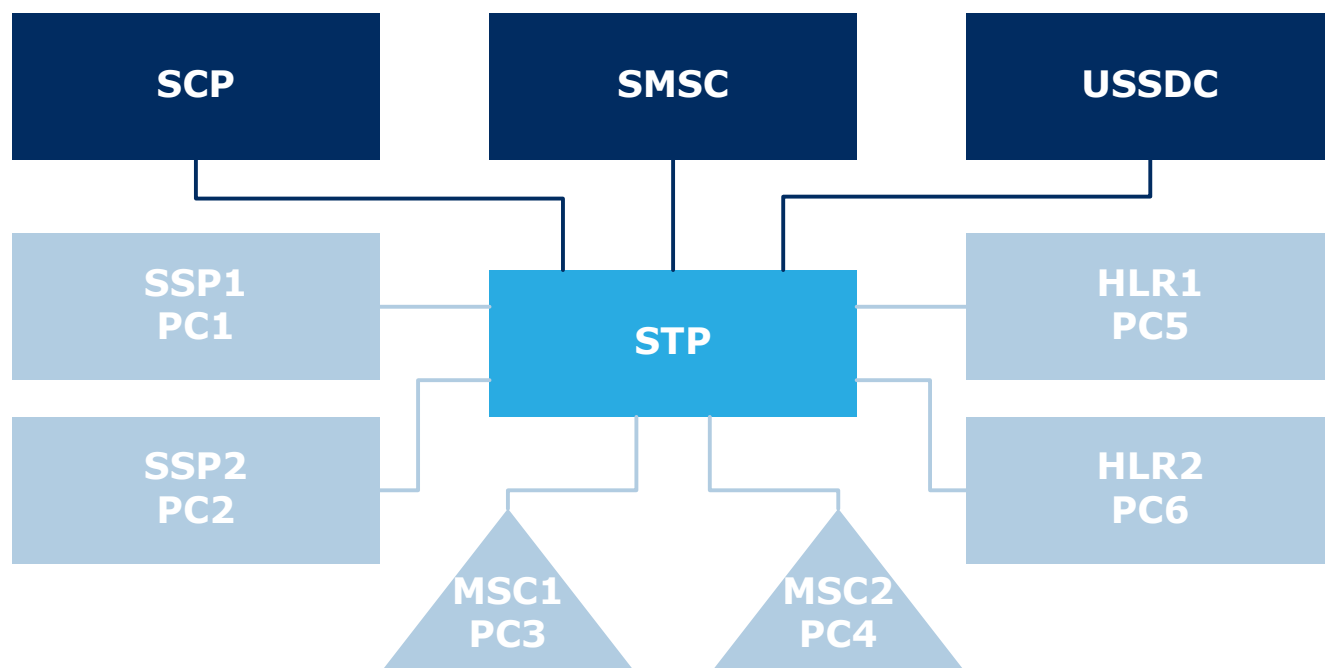 SCP
SMSC
USSDC
SSP1
PC1
STP
HLR1
PC5
SSP2
PC2
HLR2
PC6
MSC1
PC3
MSC2
PC4